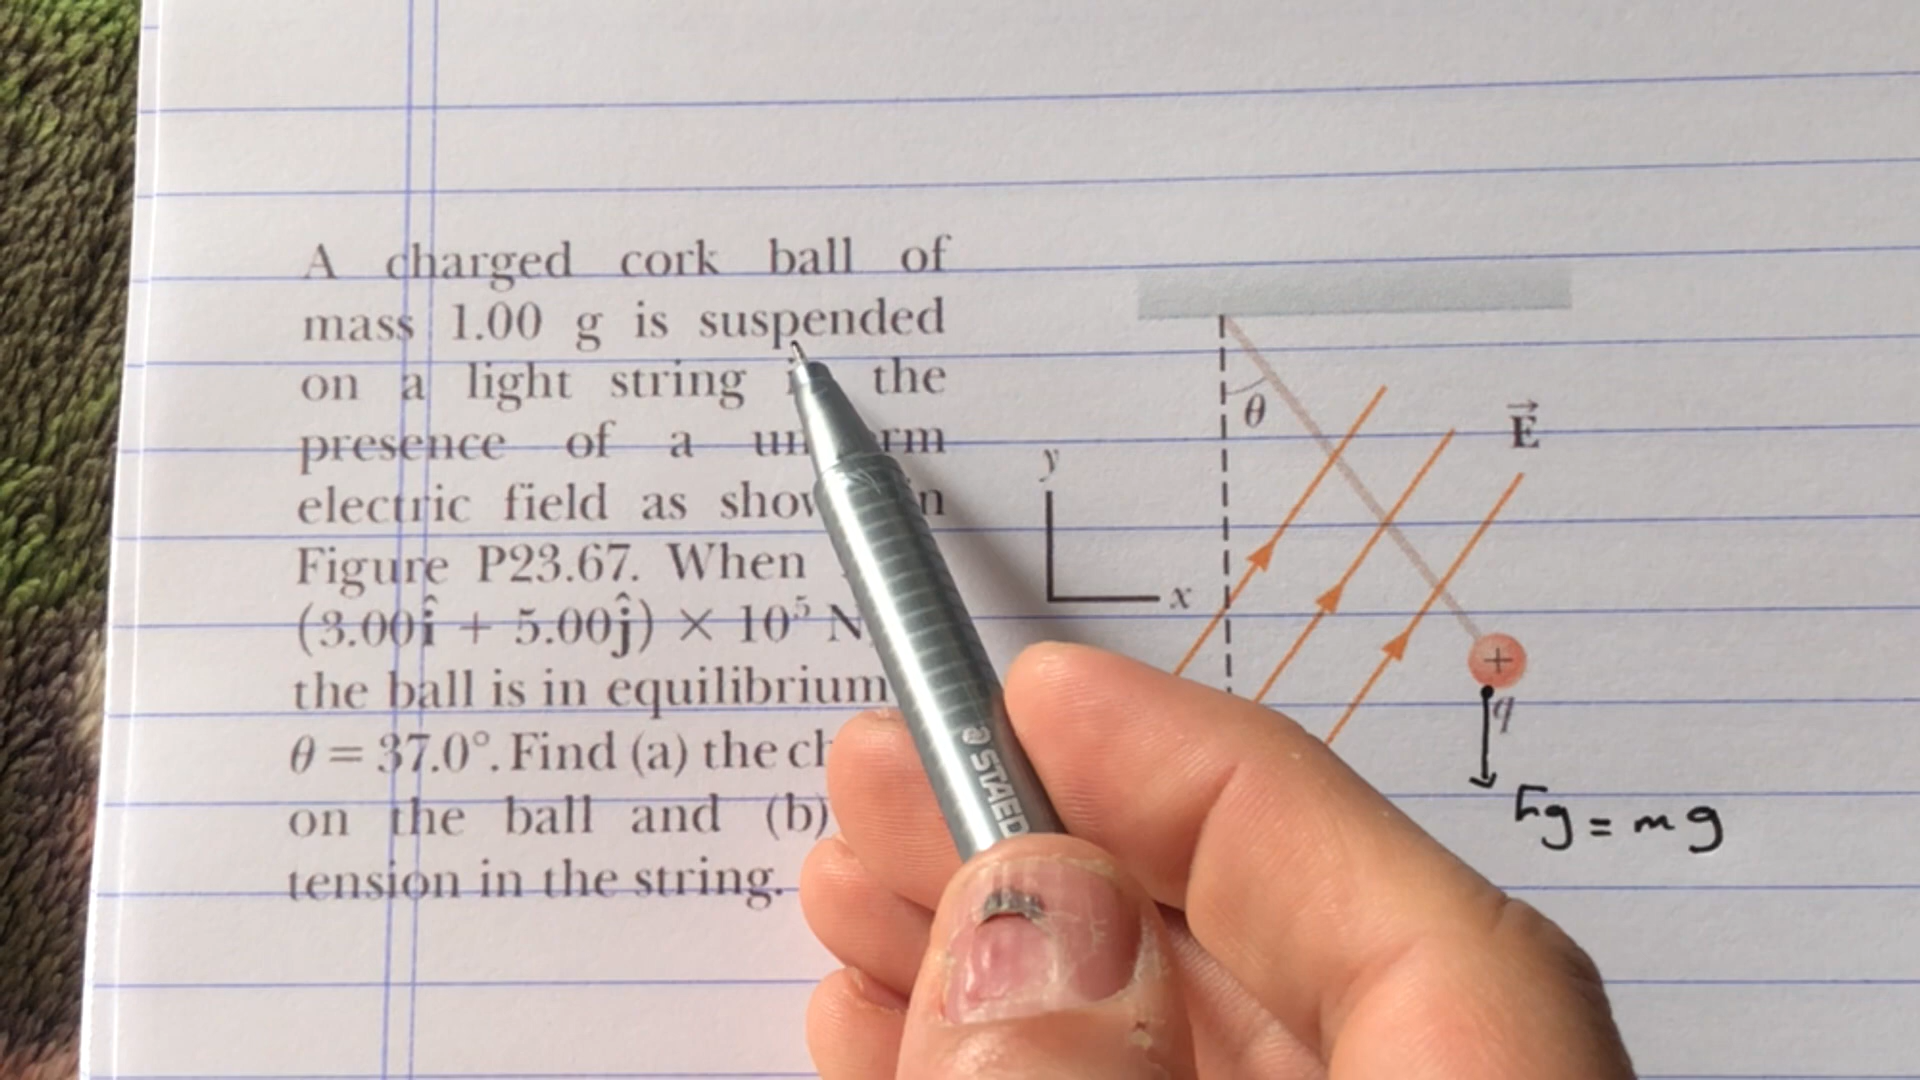 A charged cork ball of
mass 1.00 g is suspended
on a light string the
presence of a
electric field as
Figure P23.67. When
(3.00î + 5.00ĵ) × 10⁵ N
the ball is in equilibrium
θ = 37.0°. Find (a) the
on the ball and (b)
tension in the string.
θ
E⃗
y
x
+
q
Fg = mg
STAED